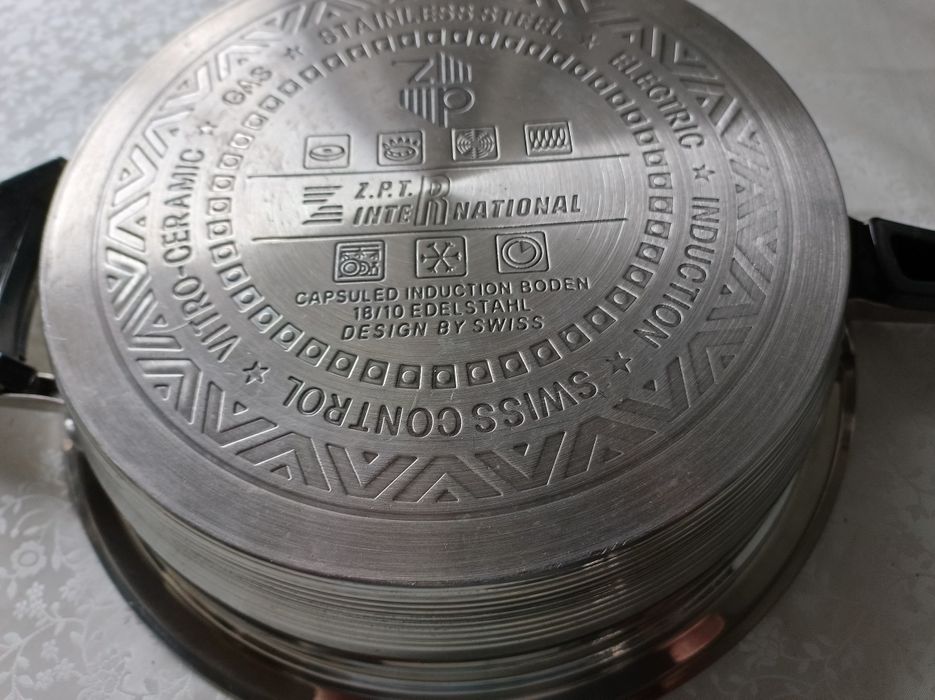 STAINLESS STEEL ☆ ELECTRIC ☆ INDUCTION ☆ SWISS CONTROL ☆ VITRO-CERAMIC ☆ GAS ☆
Z.P.T.
INTERNATIONAL
CAPSULED INDUCTION BODEN
18/10 EDELSTAHL
DESIGN BY SWISS